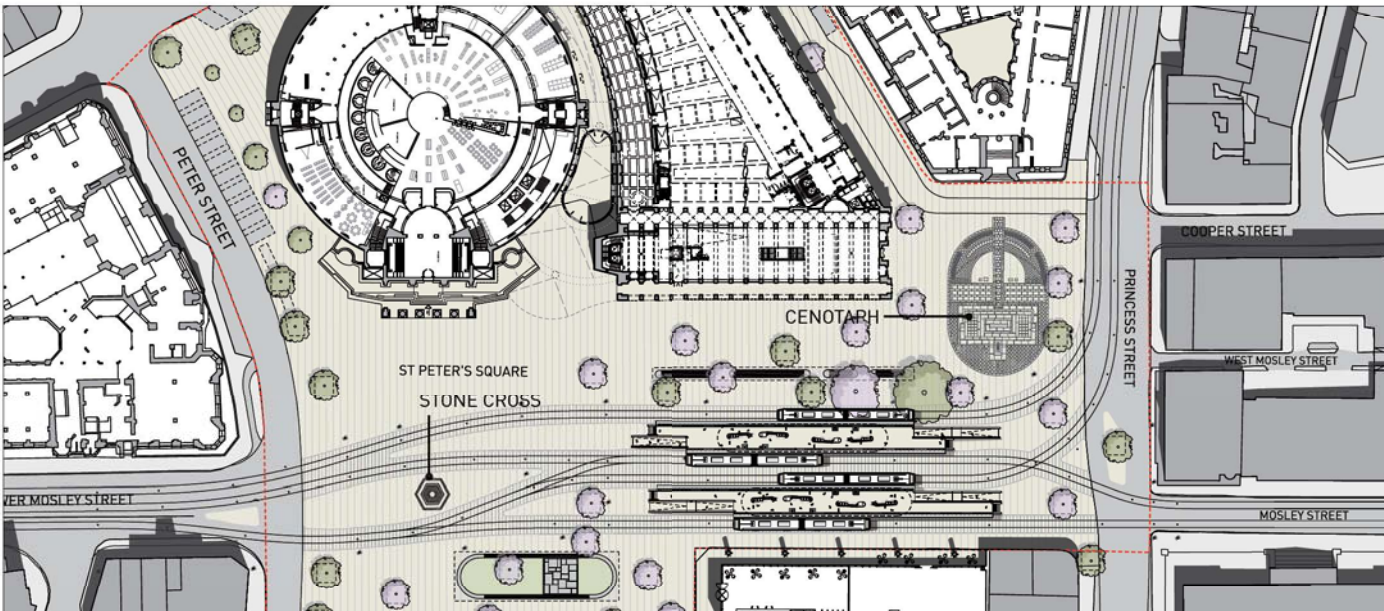 PETER STREET
COOPER STREET
PRINCESS STREET
CENOTAPH
WEST MOSLEY STREET
ST PETER'S SQUARE
STONE CROSS
WER MOSLEY STREET
MOSLEY STREET